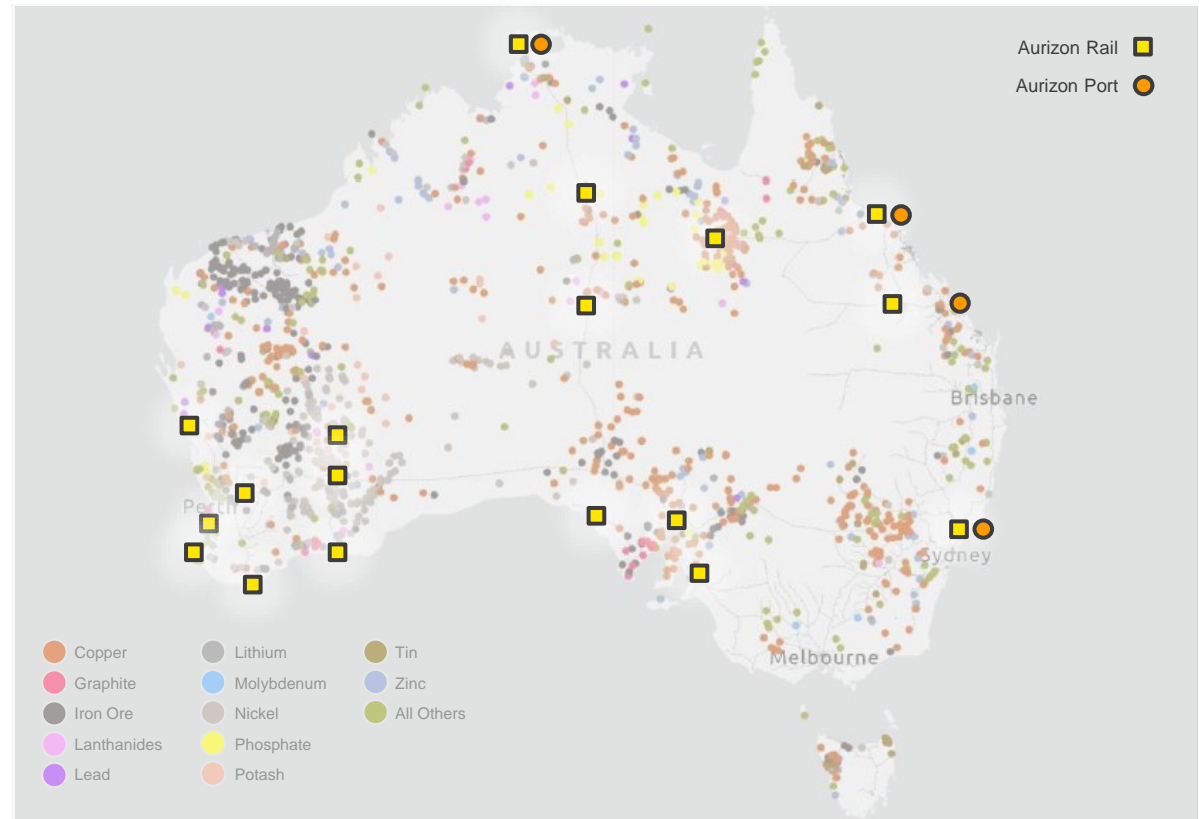 Aurizon Rail
Aurizon Port
AUSTRALIA
Brisbane
Perth
Sydney
Melbourne
Copper
Graphite
Iron Ore
Lanthanides
Lead
Lithium
Molybdenum
Nickel
Phosphate
Potash
Tin
Zinc
All Others